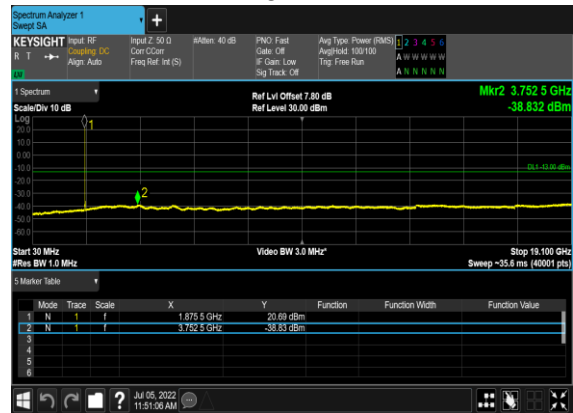 Spectrum Analyzer 1
Swept SA
+
KEYSIGHT
R T
LXI
Input: RF
Coupling: DC
Align: Auto
Input Z: 50 Ω
Corr CCorr
Freq Ref: Int (S)
#Atten: 40 dB
PNO: Fast
Gate: Off
IF Gain: Low
Sig Track: Off
Avg Type: Power (RMS)
Avg|Hold: 100/100
Trig: Free Run
1 2 3 4 5 6
A W W W W W
A N N N N N
1 Spectrum
Scale/Div 10 dB
Ref Lvl Offset 7.80 dB
Ref Level 30.00 dBm
Mkr2 3.752 5 GHz
-38.832 dBm
Log
20.0
10.0
0.00
-10.0
-20.0
-30.0
-40.0
-50.0
-60.0
1
2
DL1 -13.00 dBm
Start 30 MHz
#Res BW 1.0 MHz
Video BW 3.0 MHz*
Stop 19.100 GHz
Sweep ~35.6 ms (40001 pts)
5 Marker Table
Mode Trace Scale X Y Function Function Width Function Value
1 N 1 f 1.875 5 GHz 20.69 dBm
2 N 1 f 3.752 5 GHz -38.83 dBm
3
4
5
6
?
Jul 05, 2022
11:51:06 AM